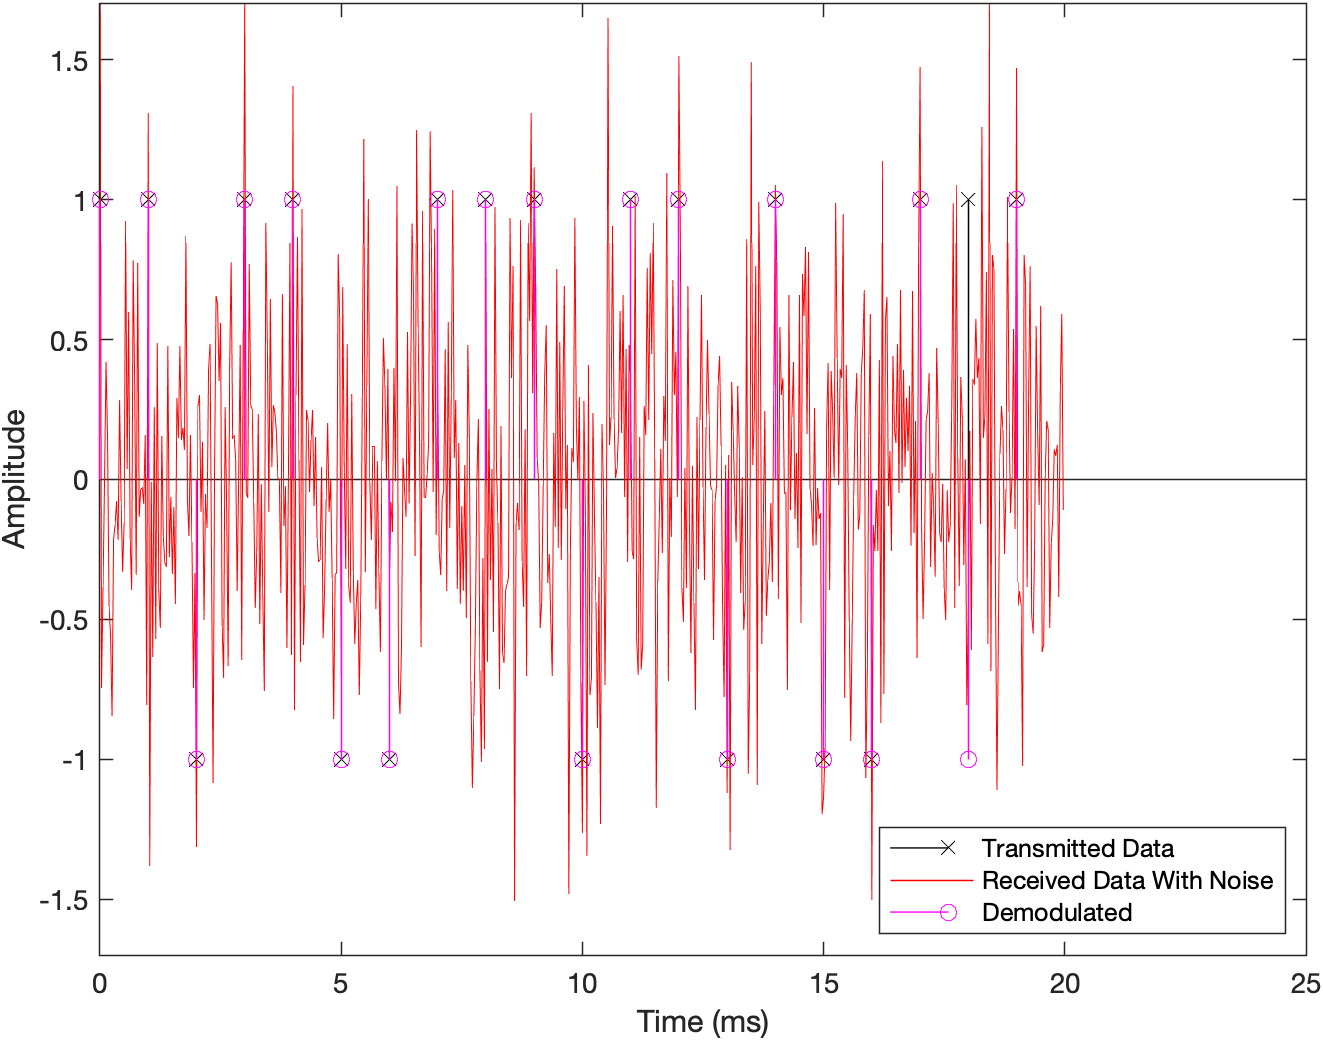 1.5
1
0.5
0
-0.5
-1
-1.5
Amplitude
0 5 10 15 20 25
Time (ms)
Transmitted Data
Received Data With Noise
Demodulated